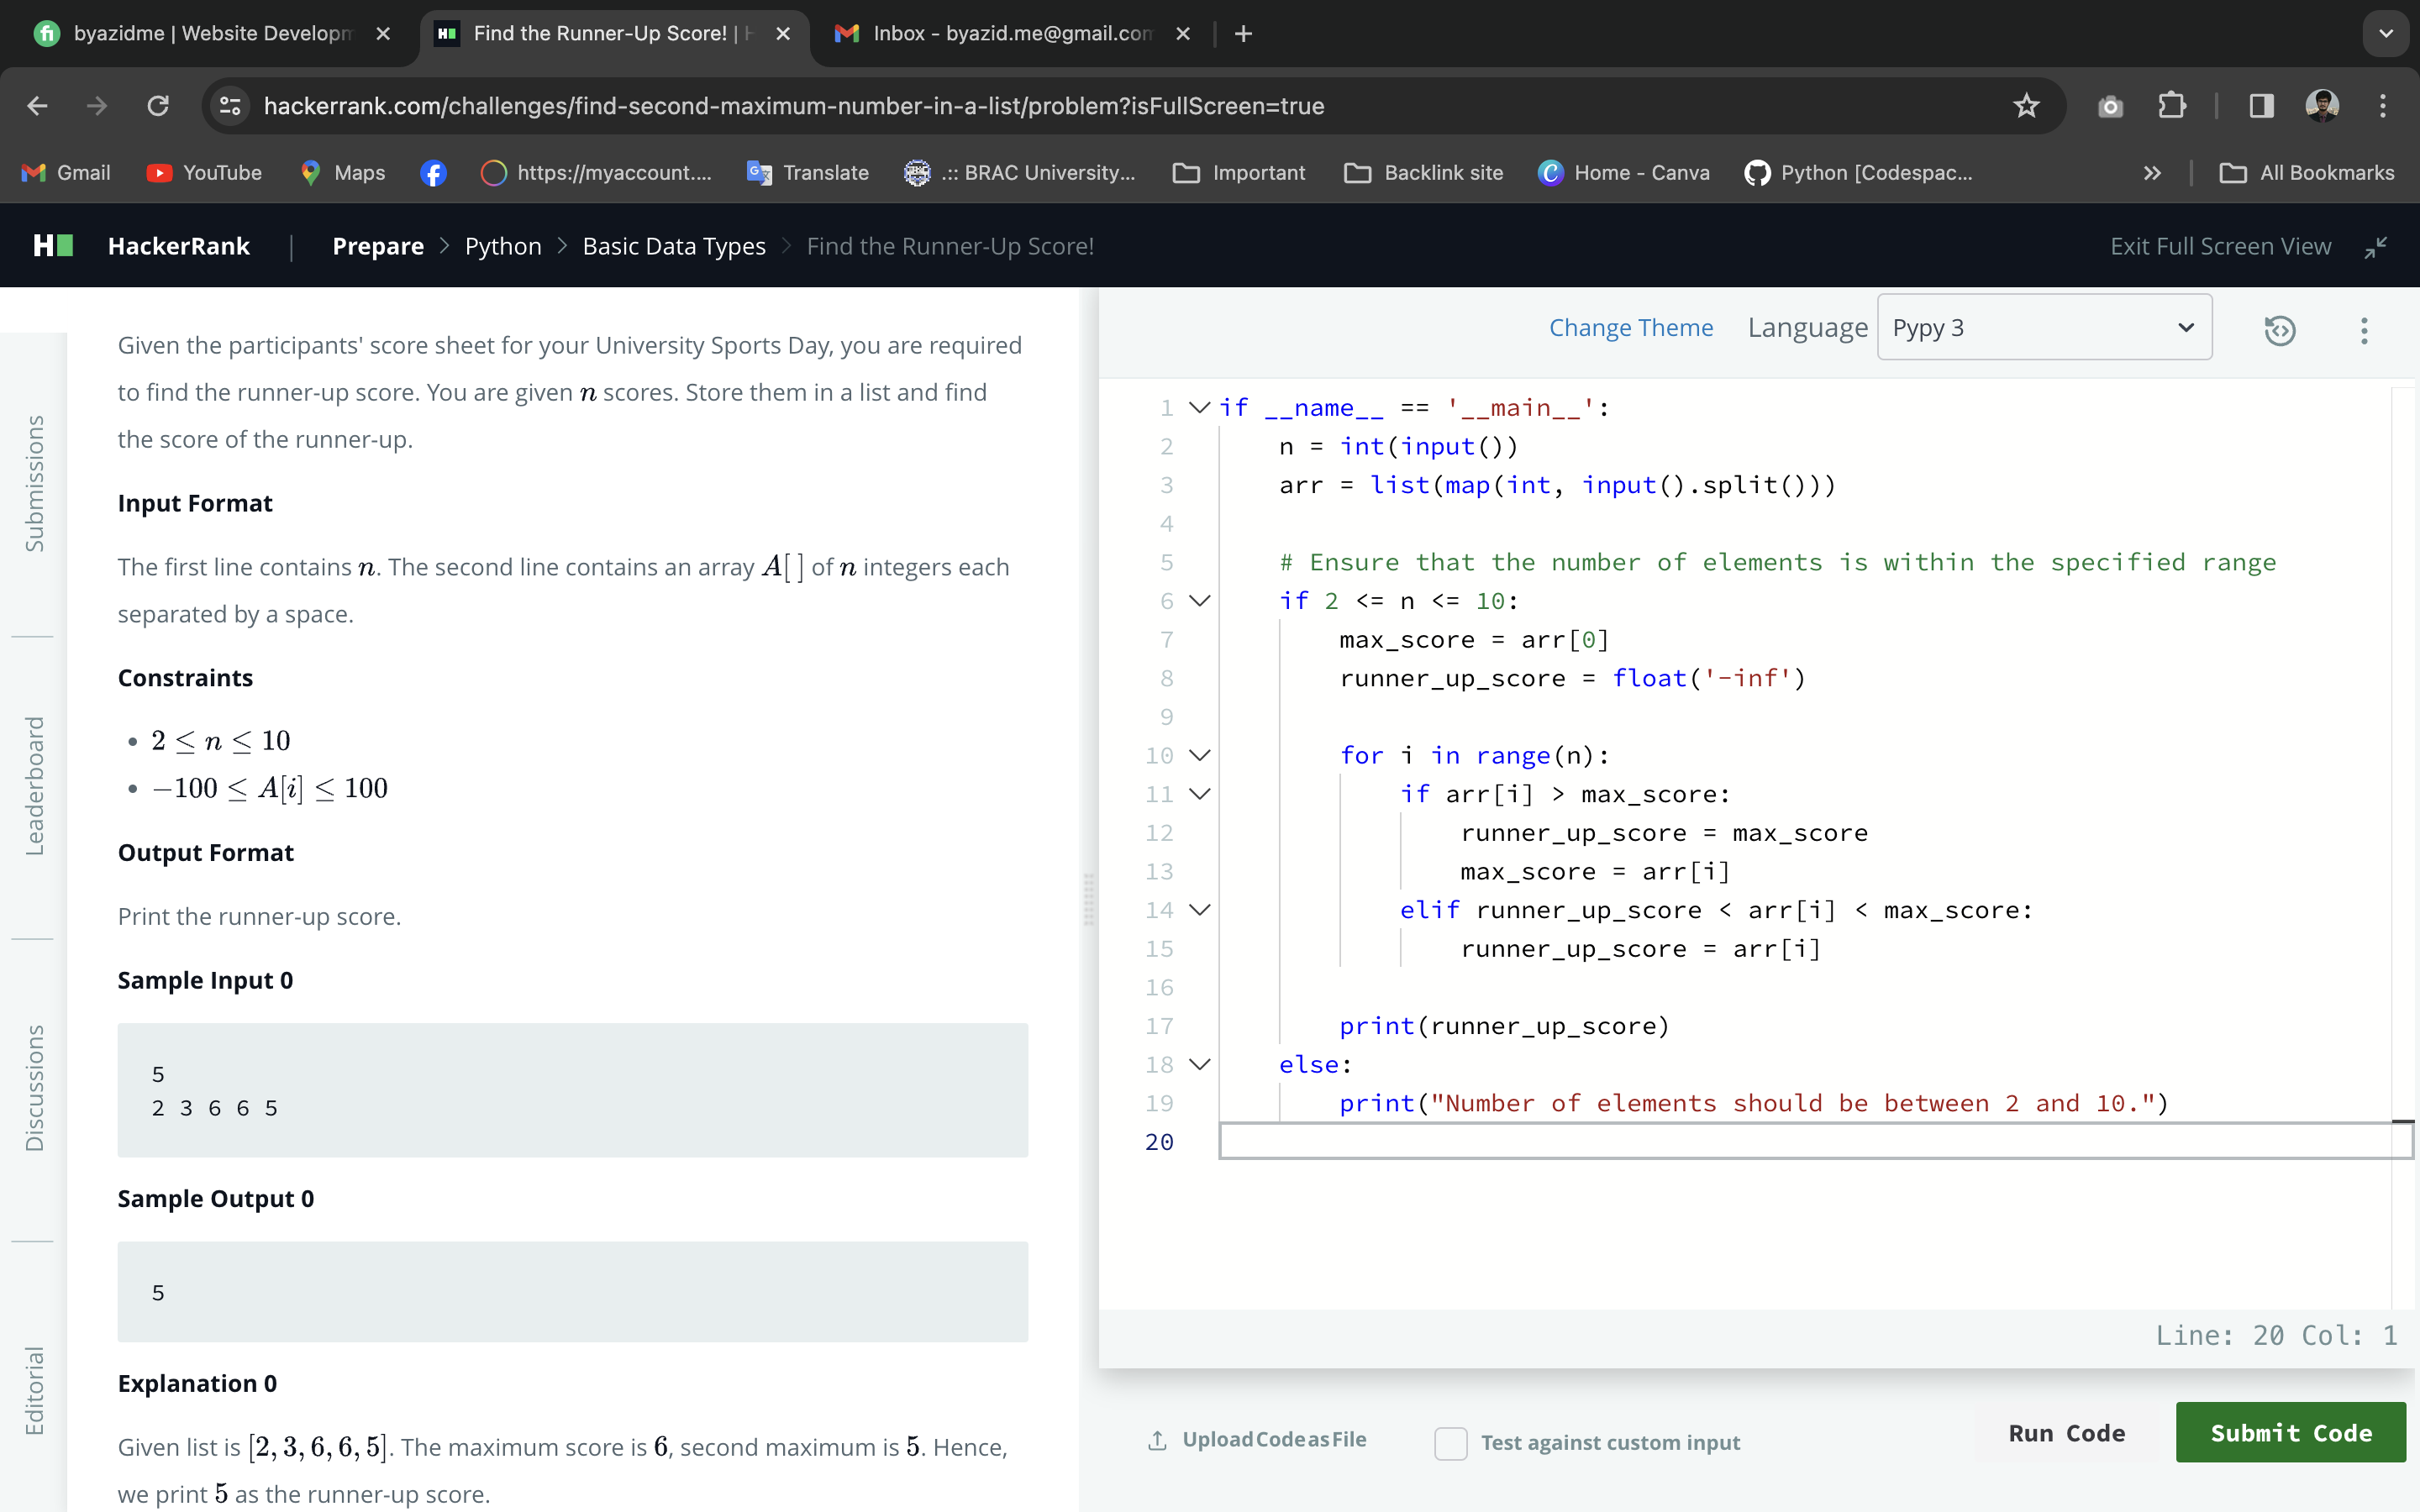 byazidme | Website Developm
Find the Runner-Up Score! | H
Inbox - byazid.me@gmail.com
hackerrank.com/challenges/find-second-maximum-number-in-a-list/problem?isFullScreen=true
Gmail
YouTube
Maps
https://myaccount....
Translate
.:: BRAC University...
Important
Backlink site
Home - Canva
Python [Codespac...
All Bookmarks
HackerRank
Prepare > Python > Basic Data Types > Find the Runner-Up Score!
Exit Full Screen View
Submissions
Leaderboard
Discussions
Editorial
Given the participants' score sheet for your University Sports Day, you are required
to find the runner-up score. You are given n scores. Store them in a list and find
the score of the runner-up.
Input Format
The first line contains n. The second line contains an array A[ ] of n integers each
separated by a space.
Constraints
• 2 ≤ n ≤ 10
• −100 ≤ A[i] ≤ 100
Output Format
Print the runner-up score.
Sample Input 0
5
2 3 6 6 5
Sample Output 0
5
Explanation 0
Given list is [2, 3, 6, 6, 5]. The maximum score is 6, second maximum is 5. Hence,
we print 5 as the runner-up score.
Change Theme
Language
Pypy 3
1 if __name__ == '__main__':
2     n = int(input())
3     arr = list(map(int, input().split()))
4
5     # Ensure that the number of elements is within the specified range
6     if 2 <= n <= 10:
7         max_score = arr[0]
8         runner_up_score = float('-inf')
9
10         for i in range(n):
11             if arr[i] > max_score:
12                 runner_up_score = max_score
13                 max_score = arr[i]
14             elif runner_up_score < arr[i] < max_score:
15                 runner_up_score = arr[i]
16
17         print(runner_up_score)
18     else:
19         print("Number of elements should be between 2 and 10.")
20
Line: 20 Col: 1
Upload Code as File
Test against custom input
Run Code
Submit Code